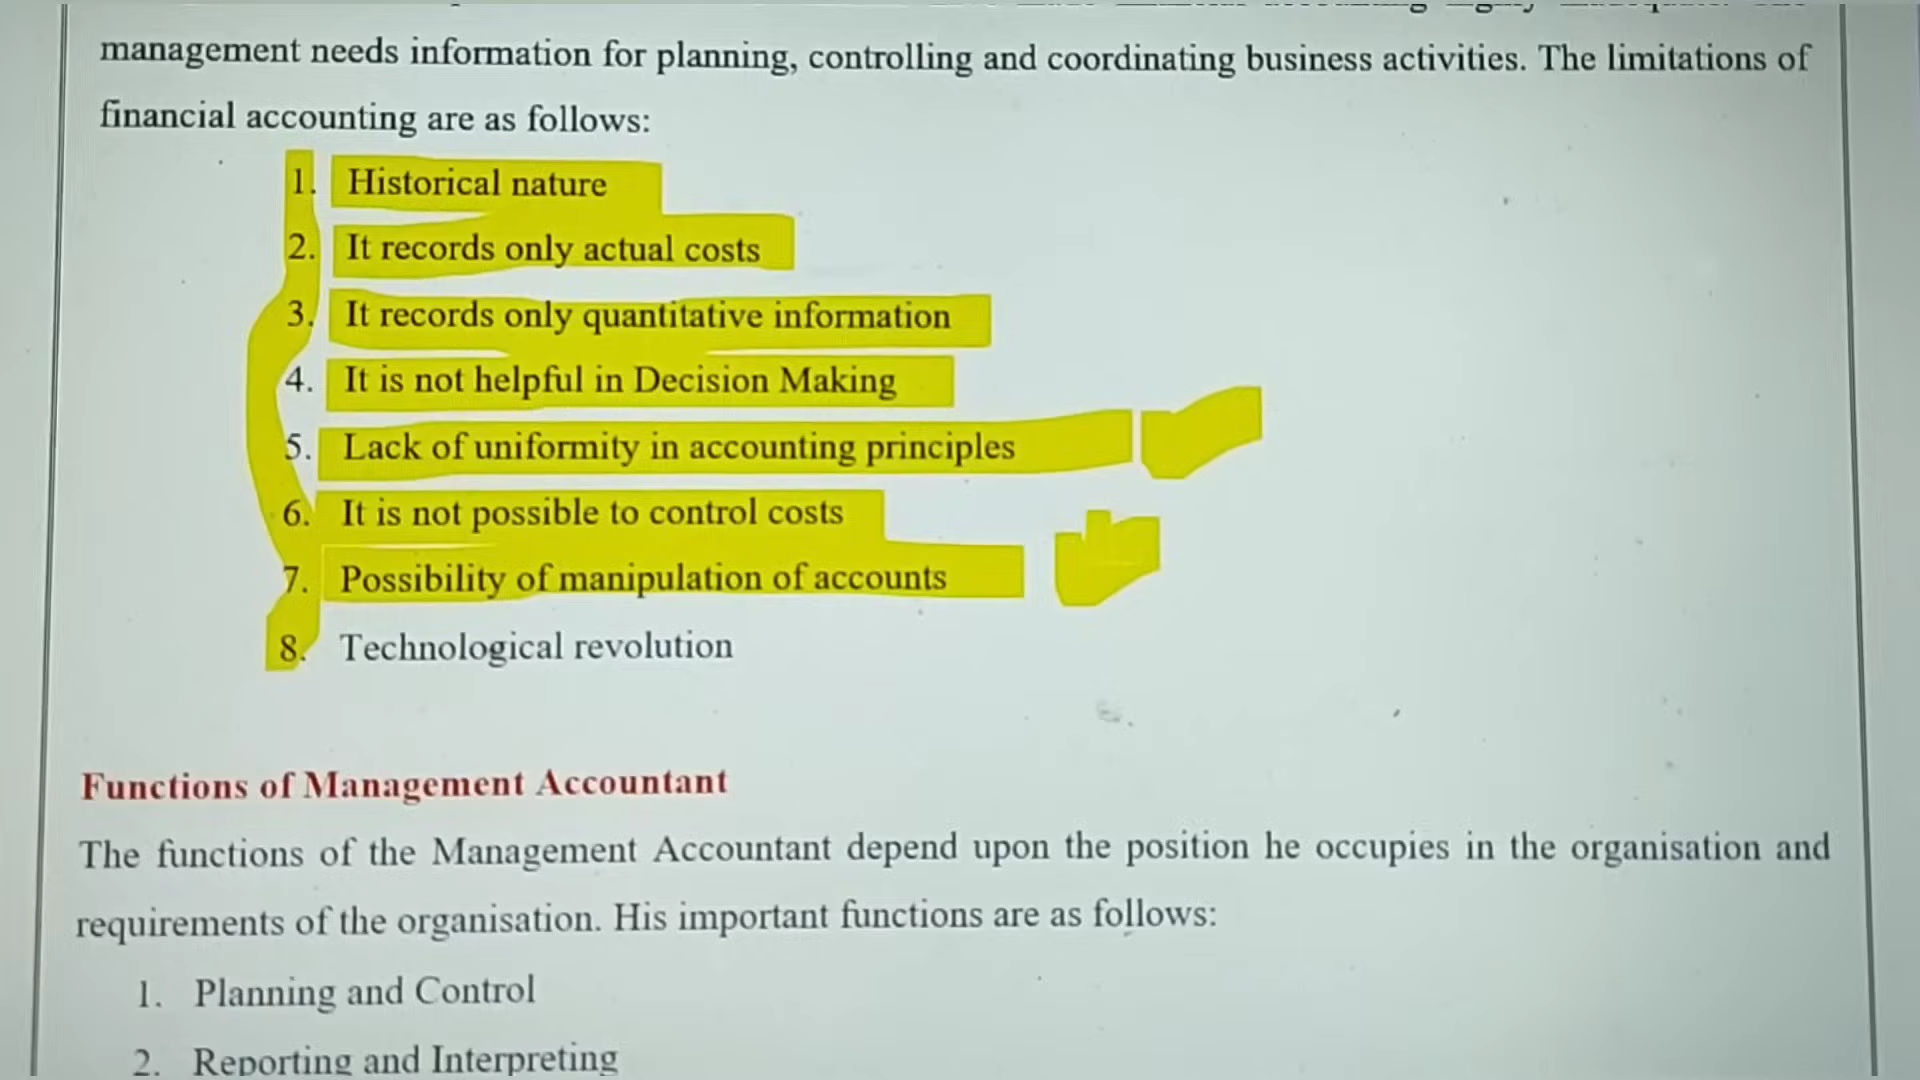 management needs information for planning, controlling and coordinating business activities. The limitations of
financial accounting are as follows:
1. Historical nature
2. It records only actual costs
3. It records only quantitative information
4. It is not helpful in Decision Making
5. Lack of uniformity in accounting principles
6. It is not possible to control costs
7. Possibility of manipulation of accounts
8. Technological revolution
Functions of Management Accountant
The functions of the Management Accountant depend upon the position he occupies in the organisation and
requirements of the organisation. His important functions are as follows:
1. Planning and Control
2. Reporting and Interpreting